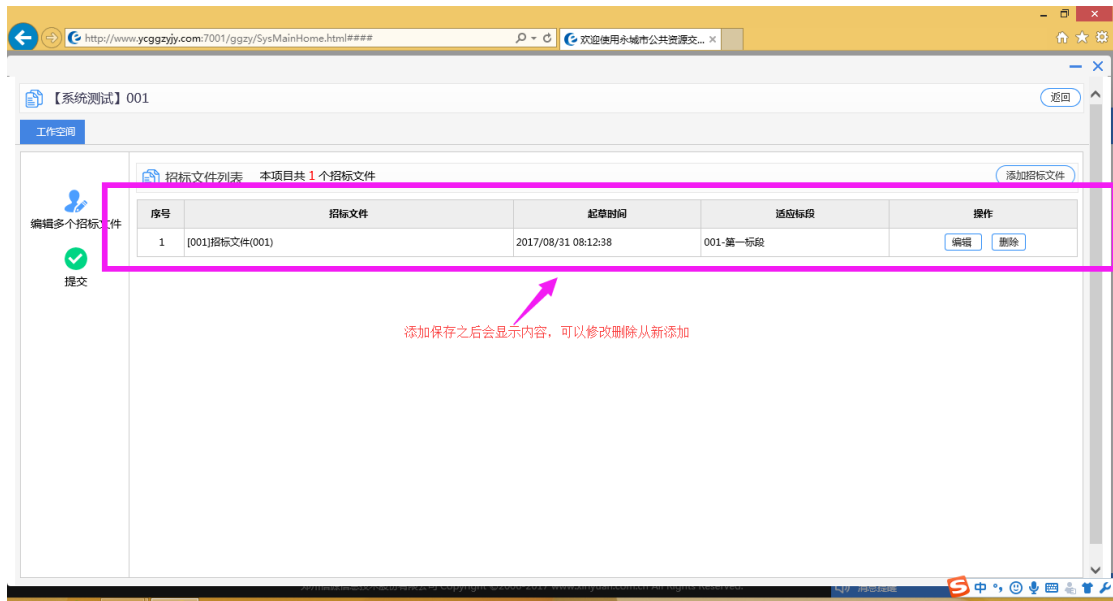 http://www.ycggzyjy.com:7001/ggzy/SysMainHome.html####
欢迎使用永城市公共资源交...
【系统测试】001
返回
工作空间
招标文件列表 本项目共 1 个招标文件
添加招标文件
编辑多个招标文件
提交
序号 招标文件 起草时间 适应标段 操作
1 [001]招标文件(001) 2017/08/31 08:12:38 001-第一标段 编辑 删除
添加保存之后会显示内容，可以修改删除从新添加
消息提醒
中